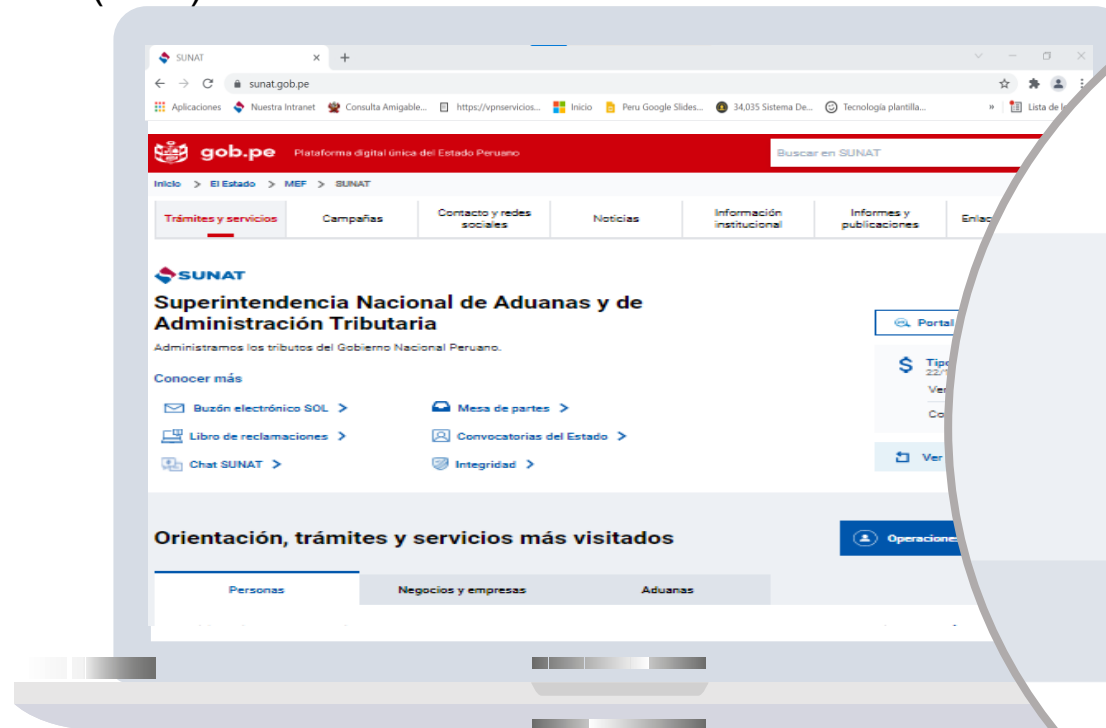 SUNAT
sunat.gob.pe
Aplicaciones Nuestra Intranet Consulta Amigable... https://vpnservicios... Inicio Peru Google Slides... 34,035 Sistema De... Tecnología plantilla... » Lista de
gob.pe Plataforma digital única del Estado Peruano Buscar en SUNAT
Inicio > El Estado > MEF > SUNAT
Trámites y servicios Campañas Contacto y redes sociales Noticias Información institucional Informes y publicaciones
SUNAT
Superintendencia Nacional de Aduanas y de
Administración Tributaria
Administramos los tributos del Gobierno Nacional Peruano.
Portal
Conocer más
Buzón electrónico SOL > Mesa de partes >
Libro de reclamaciones > Convocatorias del Estado >
Chat SUNAT > Integridad >
Ver
Orientación, trámites y servicios más visitados
Personas Negocios y empresas Aduanas